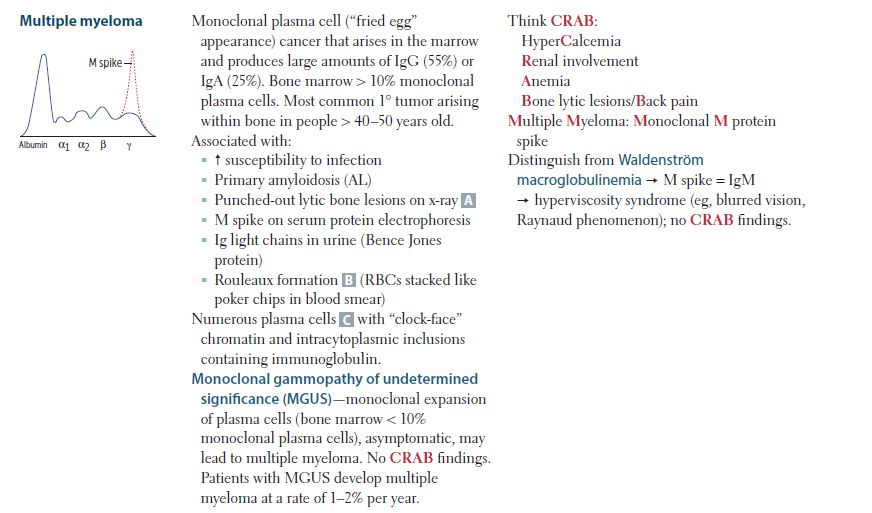 Multiple myeloma
M spike
Albumin α1 α2 β γ
Monoclonal plasma cell (“fried egg”
appearance) cancer that arises in the marrow
and produces large amounts of IgG (55%) or
IgA (25%). Bone marrow > 10% monoclonal
plasma cells. Most common 1° tumor arising
within bone in people > 40–50 years old.
Associated with:
▪ ↑ susceptibility to infection
▪ Primary amyloidosis (AL)
▪ Punched-out lytic bone lesions on x-ray A
▪ M spike on serum protein electrophoresis
▪ Ig light chains in urine (Bence Jones
protein)
▪ Rouleaux formation B (RBCs stacked like
poker chips in blood smear)
Numerous plasma cells C with “clock-face”
chromatin and intracytoplasmic inclusions
containing immunoglobulin.
Monoclonal gammopathy of undetermined
significance (MGUS)—monoclonal expansion
of plasma cells (bone marrow < 10%
monoclonal plasma cells), asymptomatic, may
lead to multiple myeloma. No CRAB findings.
Patients with MGUS develop multiple
myeloma at a rate of 1–2% per year.
Think CRAB:
HyperCalcemia
Renal involvement
Anemia
Bone lytic lesions/Back pain
Multiple Myeloma: Monoclonal M protein
spike
Distinguish from Waldenström
macroglobulinemia → M spike = IgM
→ hyperviscosity syndrome (eg, blurred vision,
Raynaud phenomenon); no CRAB findings.